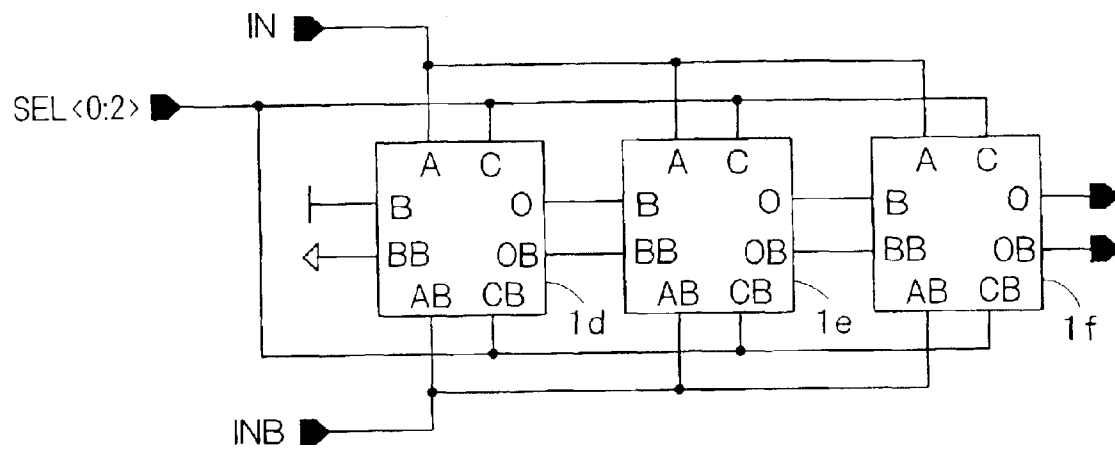 IN
SEL<0:2>
A C A C A C
B O B O B O
BB OB BB OB BB OB
AB CB AB CB AB CB
1d 1e 1f
INB